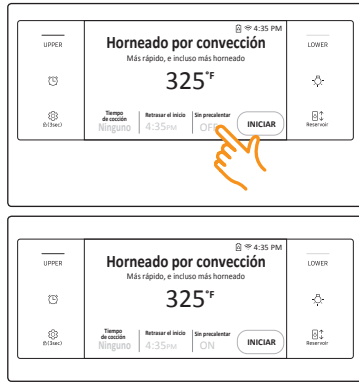 4:35 PM
UPPER
Horneado por convección
LOWER
Más rápido, e incluso más horneado
325°F
Tiempo de cocción
Retrasar el inicio
Sin precalentar
(3sec)
Ninguno
4:35PM
OFF
INICIAR
Reservoir
4:35 PM
UPPER
Horneado por convección
LOWER
Más rápido, e incluso más horneado
325°F
Tiempo de cocción
Retrasar el inicio
Sin precalentar
(3sec)
Ninguno
4:35PM
ON
INICIAR
Reservoir